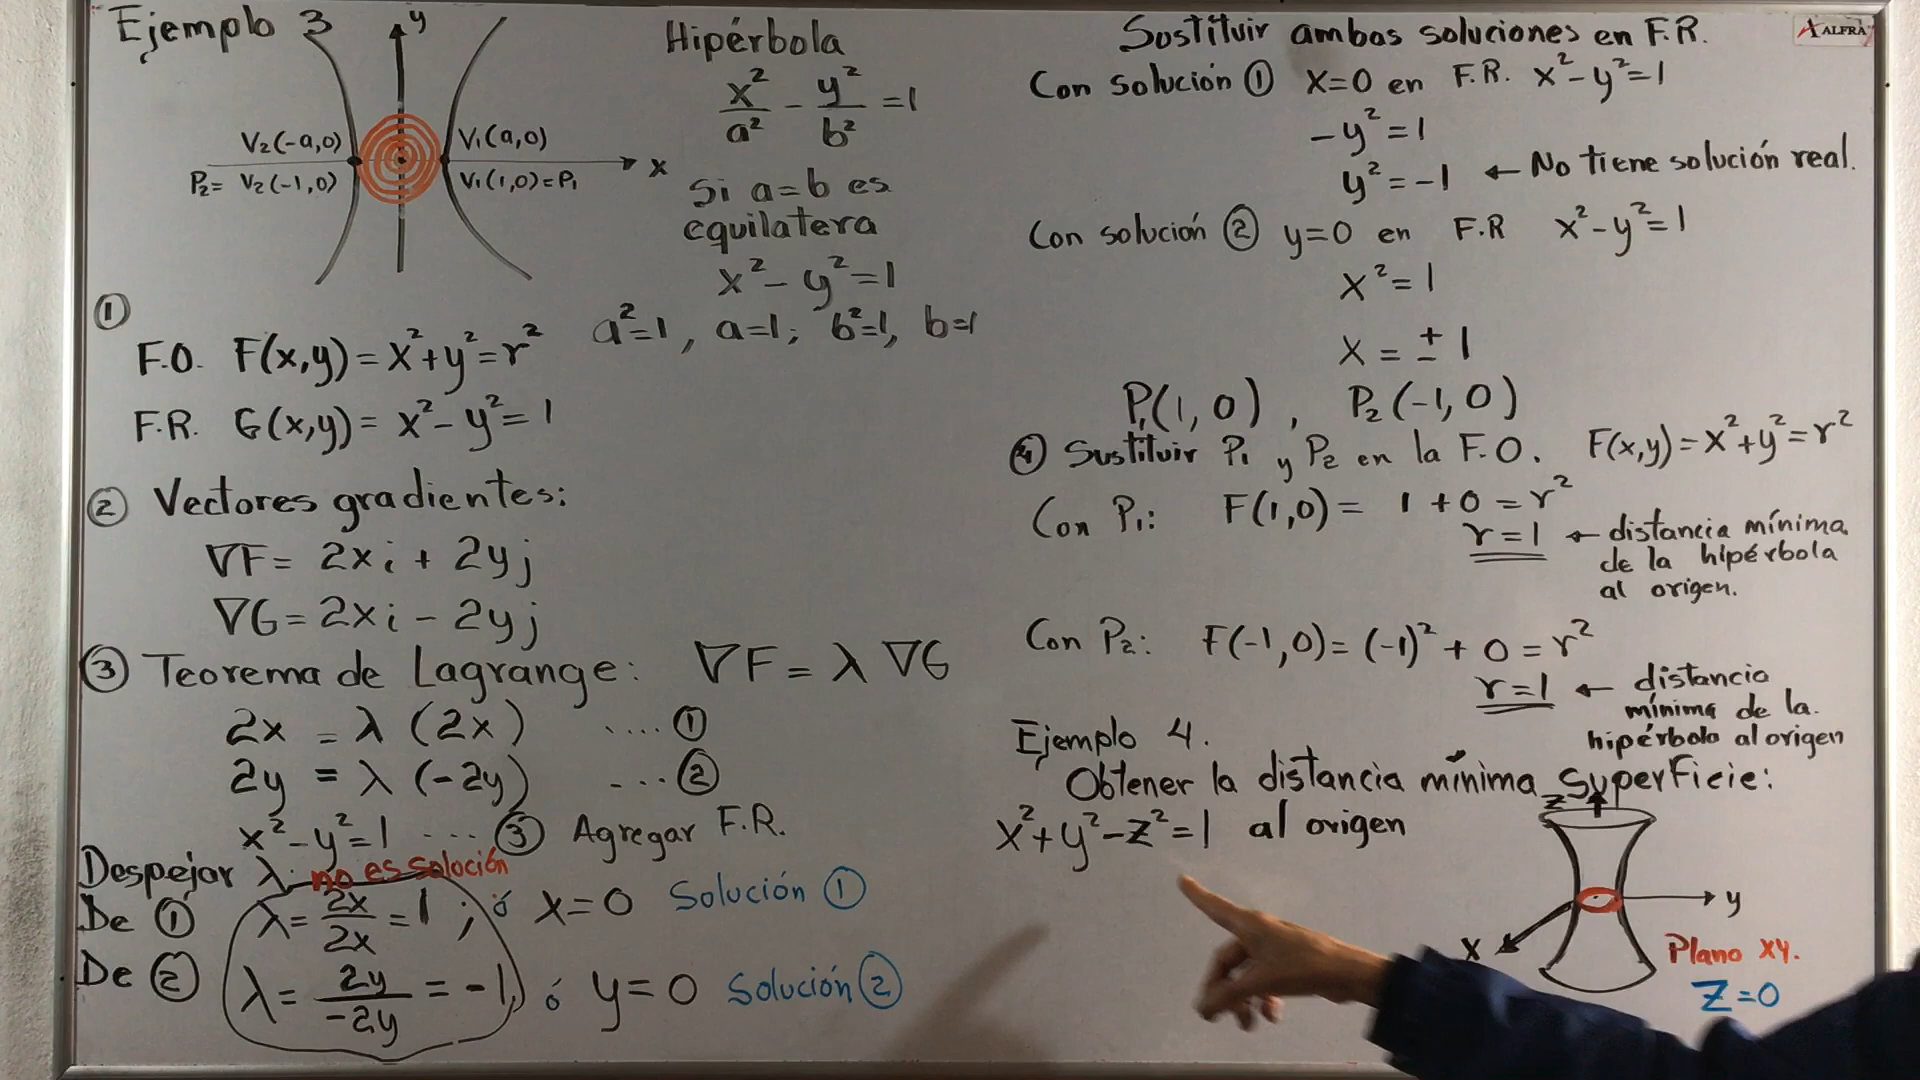 Ejemplo 3
y
V₂(-a,0)
V₁(a,0)
x
P₂= V₂(-1,0)
V₁(1,0)=P₁
Hipérbola
x²/a² - y²/b² =1
Si a=b es
equilatera
x² - y² =1
a²=1, a=1; b²=1, b=1
①
F.O. F(x,y)= x²+y²=r²
F.R. G(x,y)= x²-y²=1
② Vectores gradientes:
∇F= 2xi + 2yj
∇G= 2xi - 2yj
③ Teorema de Lagrange: ∇F = λ ∇G
2x = λ (2x) .... ①
2y = λ (-2y) ... ②
x²-y²=1 ... ③ Agregar F.R.
Despejar λ: no es soloción
De ① λ= 2x/2x =1 ; ó x=0 Solución ①
De ② λ= 2y/-2y = -1, ó y=0 Solución ②
Sostituir ambas soluciones en F.R.
ALFRA
Con solución ① x=0 en F.R. x²-y²=1
-y²=1
y²=-1 ← No tiene solución real.
Con solución ② y=0 en F.R x²-y²=1
x²=1
x = ± 1
P₁(1,0), P₂(-1,0)
④ Sustituir P₁ y P₂ en la F.O. F(x,y)=x²+y²=r²
Con P₁: F(1,0)= 1+0=r²
r=1 ← distancia mínima
de la hipérbola
al origen.
Con P₂: F(-1,0)=(-1)²+0=r²
r=1 ← distancia
mínima de la.
hipérbola al origen
Ejemplo 4.
Obtener la distancia mínima superficie:
x²+y²-z²=1 al origen
z
y
x
Plano XY.
Z=0